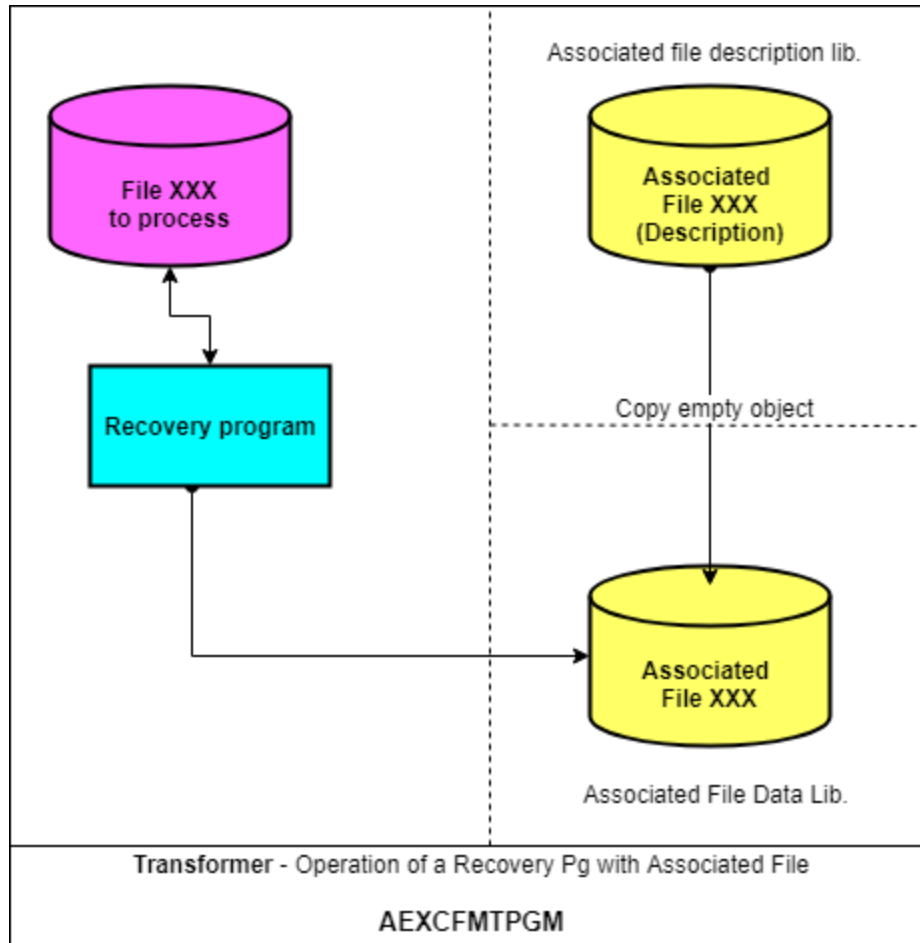 Associated file description lib.
File XXX
to process
Associated
File XXX
(Description)
Recovery program
Copy empty object
Associated
File XXX
Associated File Data Lib.
Transformer - Operation of a Recovery Pg with Associated File
AEXCFMTPGM